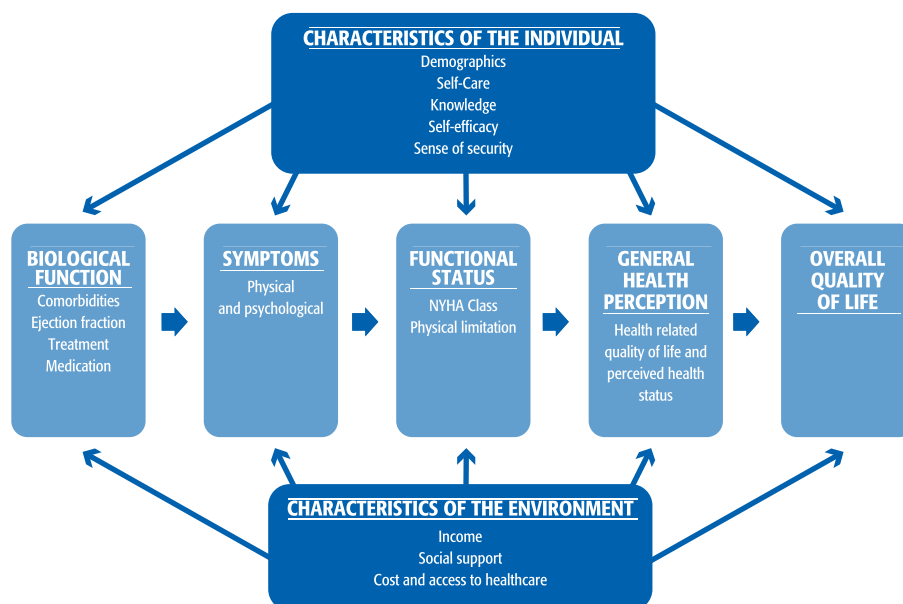 CHARACTERISTICS OF THE INDIVIDUAL
Demographics
Self-Care
Knowledge
Self-efficacy
Sense of security
BIOLOGICAL
FUNCTION
Comorbidities
Ejection fraction
Treatment
Medication
SYMPTOMS
Physical
and psychological
FUNCTIONAL
STATUS
NYHA Class
Physical limitation
GENERAL
HEALTH
PERCEPTION
Health related
quality of life and
perceived health
status
OVERALL
QUALITY
OF LIFE
CHARACTERISTICS OF THE ENVIRONMENT
Income
Social support
Cost and access to healthcare